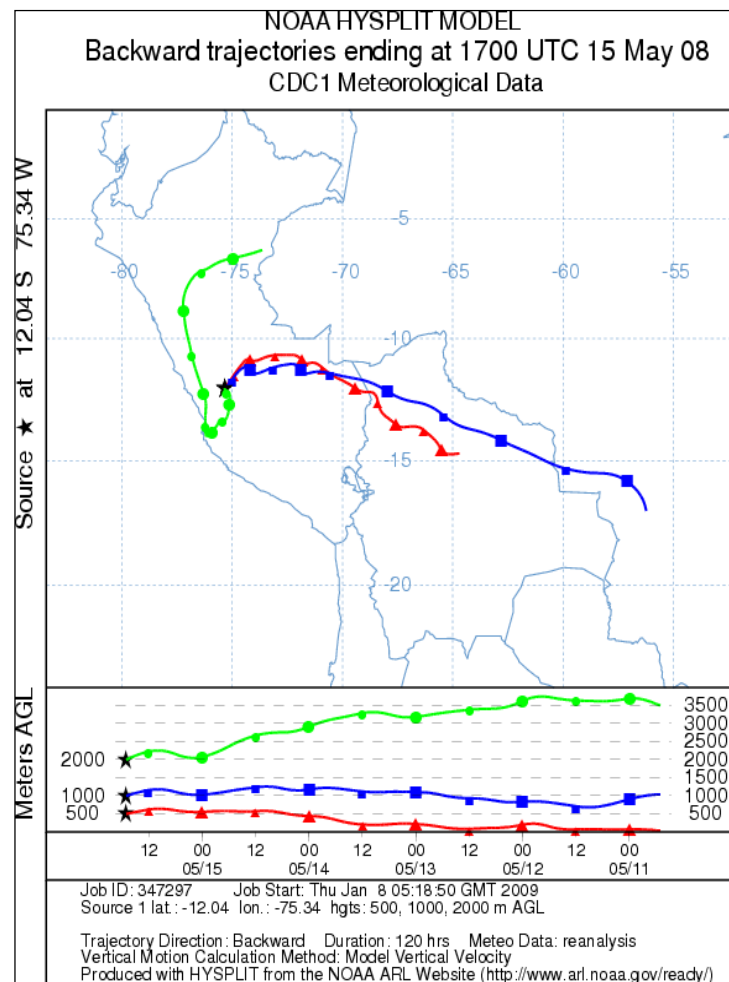 NOAA HYSPLIT MODEL
Backward trajectories ending at 1700 UTC 15 May 08
CDC1 Meteorological Data
Source ★ at 12.04 S 75.34 W
-5
-80 -75 -70 -65 -60 -55
-10
-15
-20
Meters AGL
2000
1000
500
3500
3000
2500
2000
1500
1000
500
12 00 12 00 12 00 12 00 12 00
05/15 05/14 05/13 05/12 05/11
Job ID: 347297 Job Start: Thu Jan 8 05:18:50 GMT 2009
Source 1 lat.: -12.04 lon.: -75.34 hgts: 500, 1000, 2000 m AGL
Trajectory Direction: Backward Duration: 120 hrs Meteo Data: reanalysis
Vertical Motion Calculation Method: Model Vertical Velocity
Produced with HYSPLIT from the NOAA ARL Website (http://www.arl.noaa.gov/ready/)